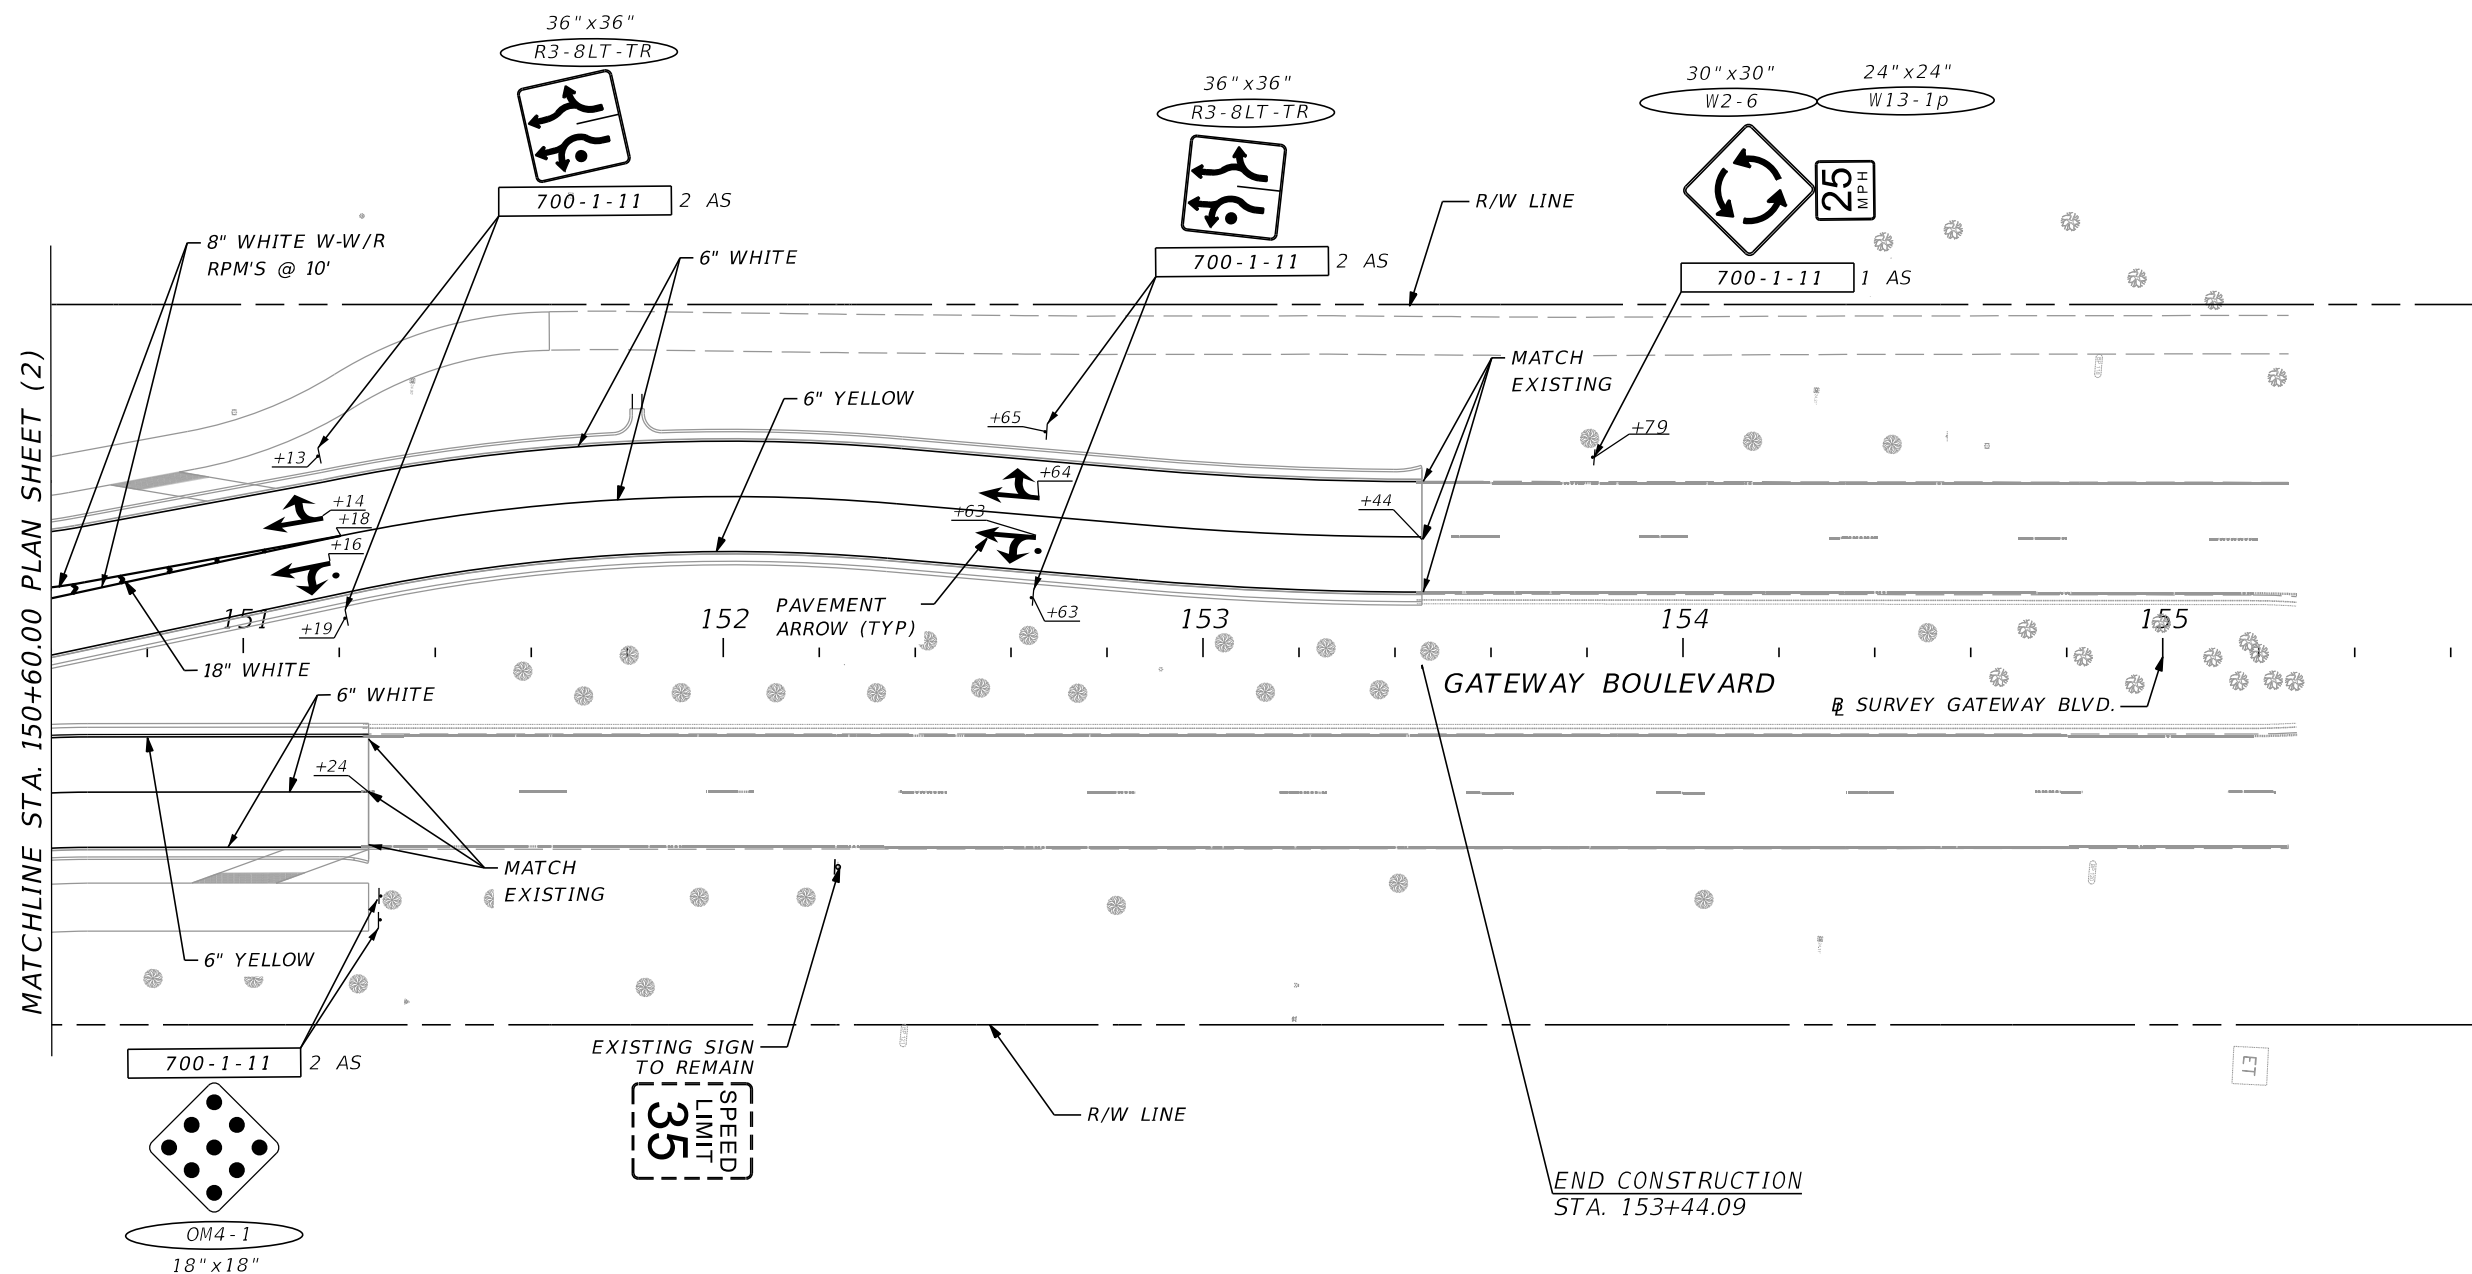 36"x36"
R3-8LT-TR
700-1-11 2 AS
36"x36"
R3-8LT-TR
700-1-11 2 AS
30"x30"
W2-6
24"x24"
W13-1p
25
MPH
700-1-11 1 AS
R/W LINE
8" WHITE W-W/R
RPM'S @ 10'
6" WHITE
6" YELLOW
MATCH
EXISTING
+13
+65
+79
+14
+18
+16
+64
+63
+44
+19
+63
PAVEMENT
ARROW (TYP)
151
152
153
154
155
18" WHITE
6" WHITE
GATEWAY BOULEVARD
SURVEY GATEWAY BLVD.
+24
MATCH
EXISTING
6" YELLOW
MATCHLINE STA. 150+60.00 PLAN SHEET (2)
700-1-11 2 AS
OM4-1
18"x18"
EXISTING SIGN
TO REMAIN
SPEED
LIMIT
35
R/W LINE
END CONSTRUCTION
STA. 153+44.09
ET